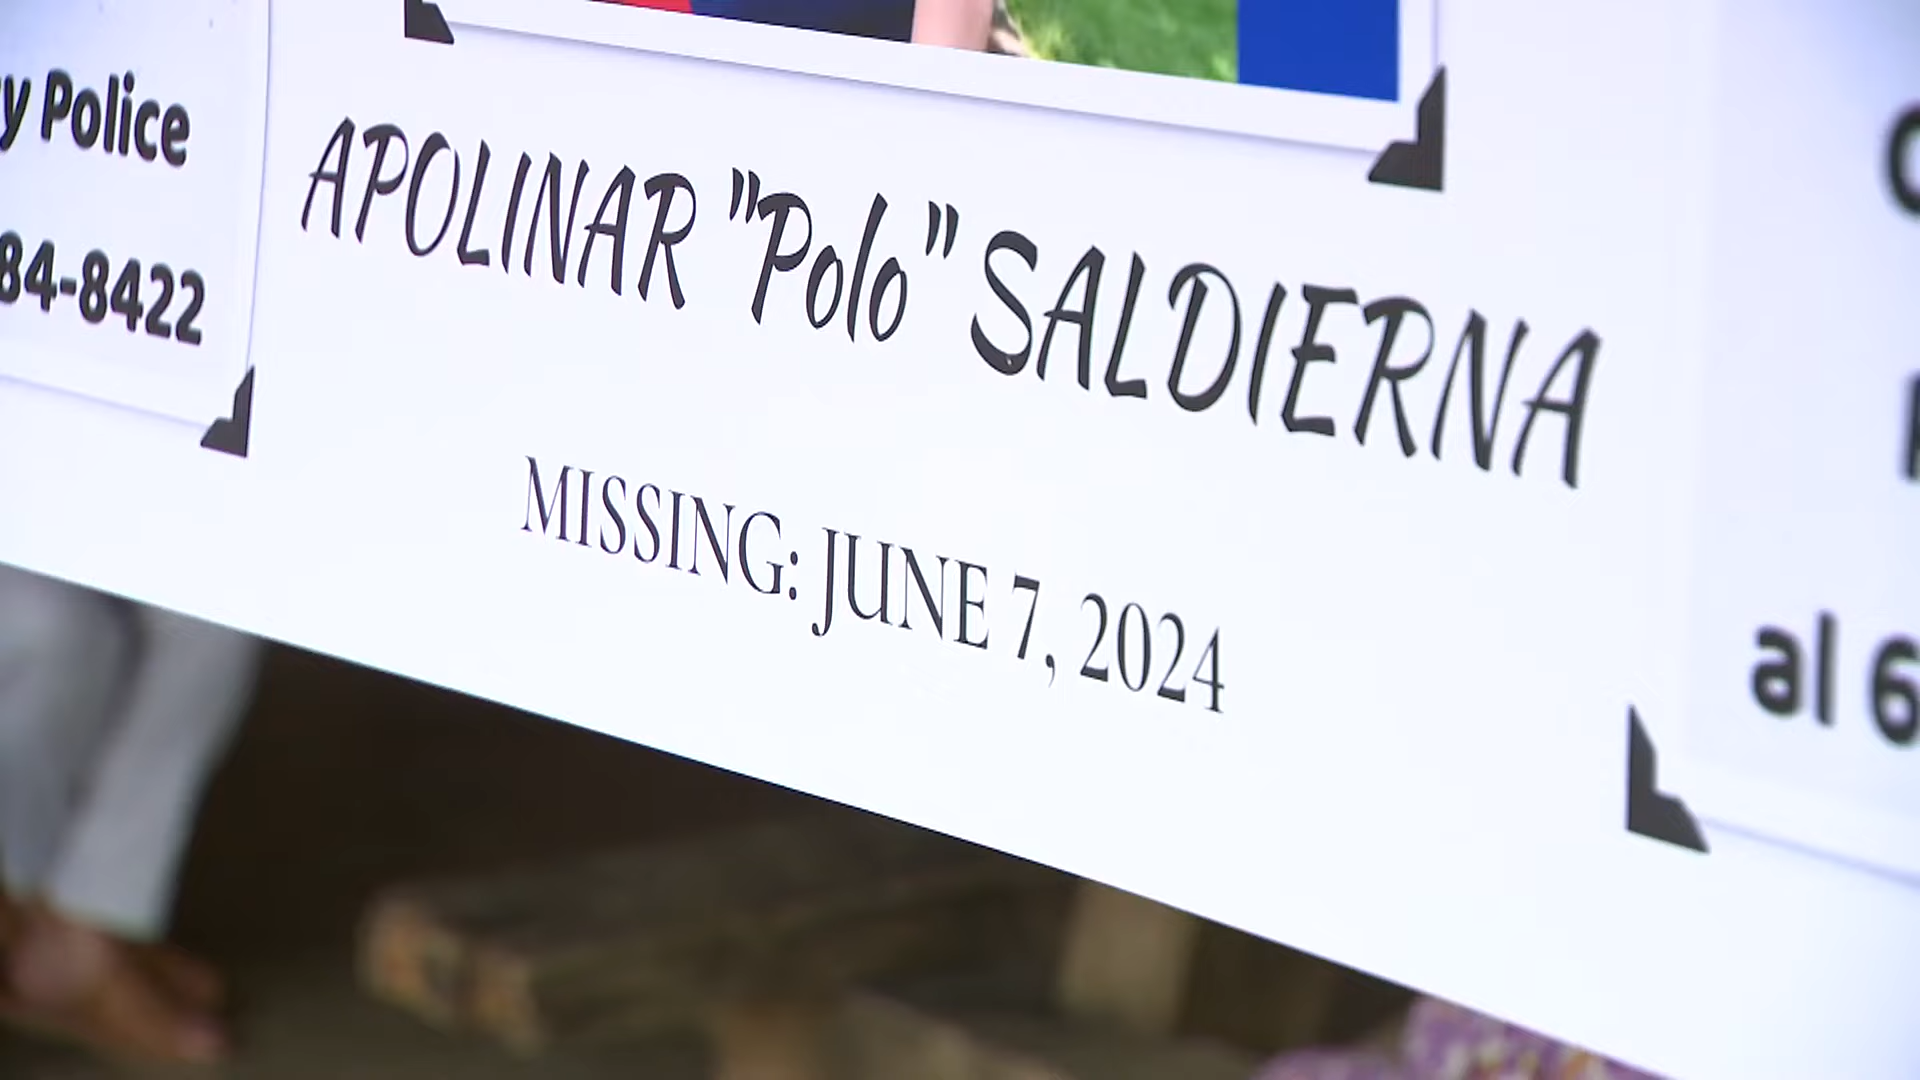 Police
84-8422
APOLINAR "Polo" SALDIERNA
MISSING: JUNE 7, 2024
al 6